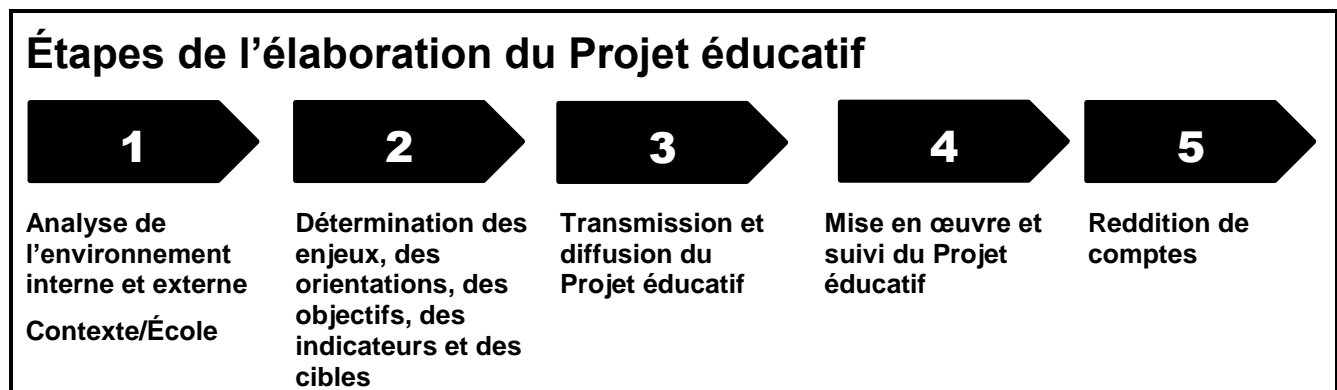 Étapes de l’élaboration du Projet éducatif
1
2
3
4
5
Analyse de
l’environnement
interne et externe
Contexte/École
Détermination des
enjeux, des
orientations, des
objectifs, des
indicateurs et des
cibles
Transmission et
diffusion du
Projet éducatif
Mise en œuvre et
suivi du Projet
éducatif
Reddition de
comptes